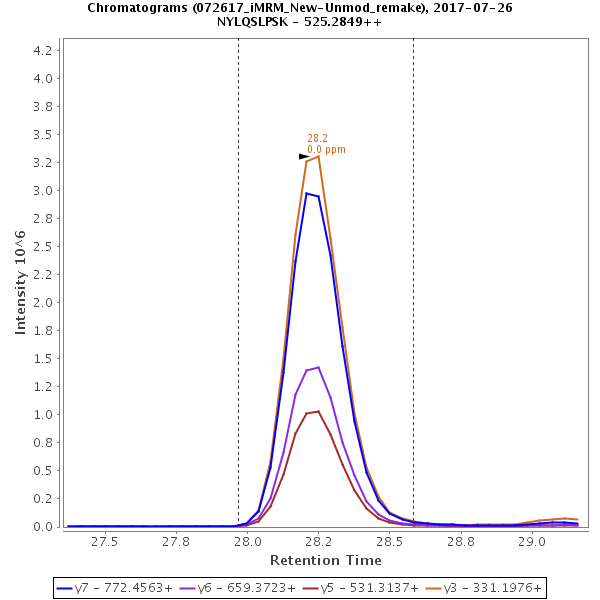 Chromatograms (072617_iMRM_New-Unmod_remake), 2017-07-26
NYLQSLPSK - 525.2849++
4.2
4.0
3.8
3.5
3.2
3.0
2.8
2.5
2.2
2.0
1.8
1.5
1.2
1.0
0.8
0.5
0.2
0.0
Intensity 10^6
28.2
0.0 ppm
27.5
27.8
28.0
28.2
28.5
28.8
29.0
Retention Time
y7 - 772.4563+
y6 - 659.3723+
y5 - 531.3137+
y3 - 331.1976+